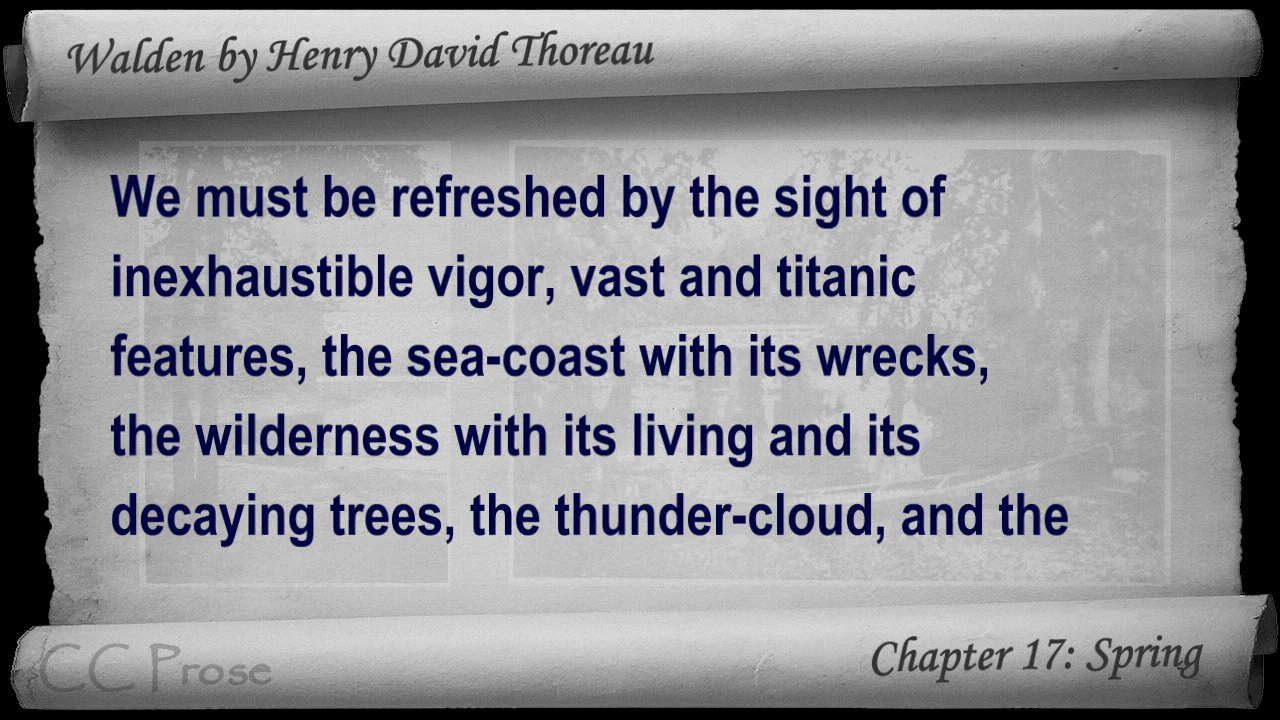 Walden by Henry David Thoreau
We must be refreshed by the sight of
inexhaustible vigor, vast and titanic
features, the sea-coast with its wrecks,
the wilderness with its living and its
decaying trees, the thunder-cloud, and the
CC Prose
Chapter 17: Spring